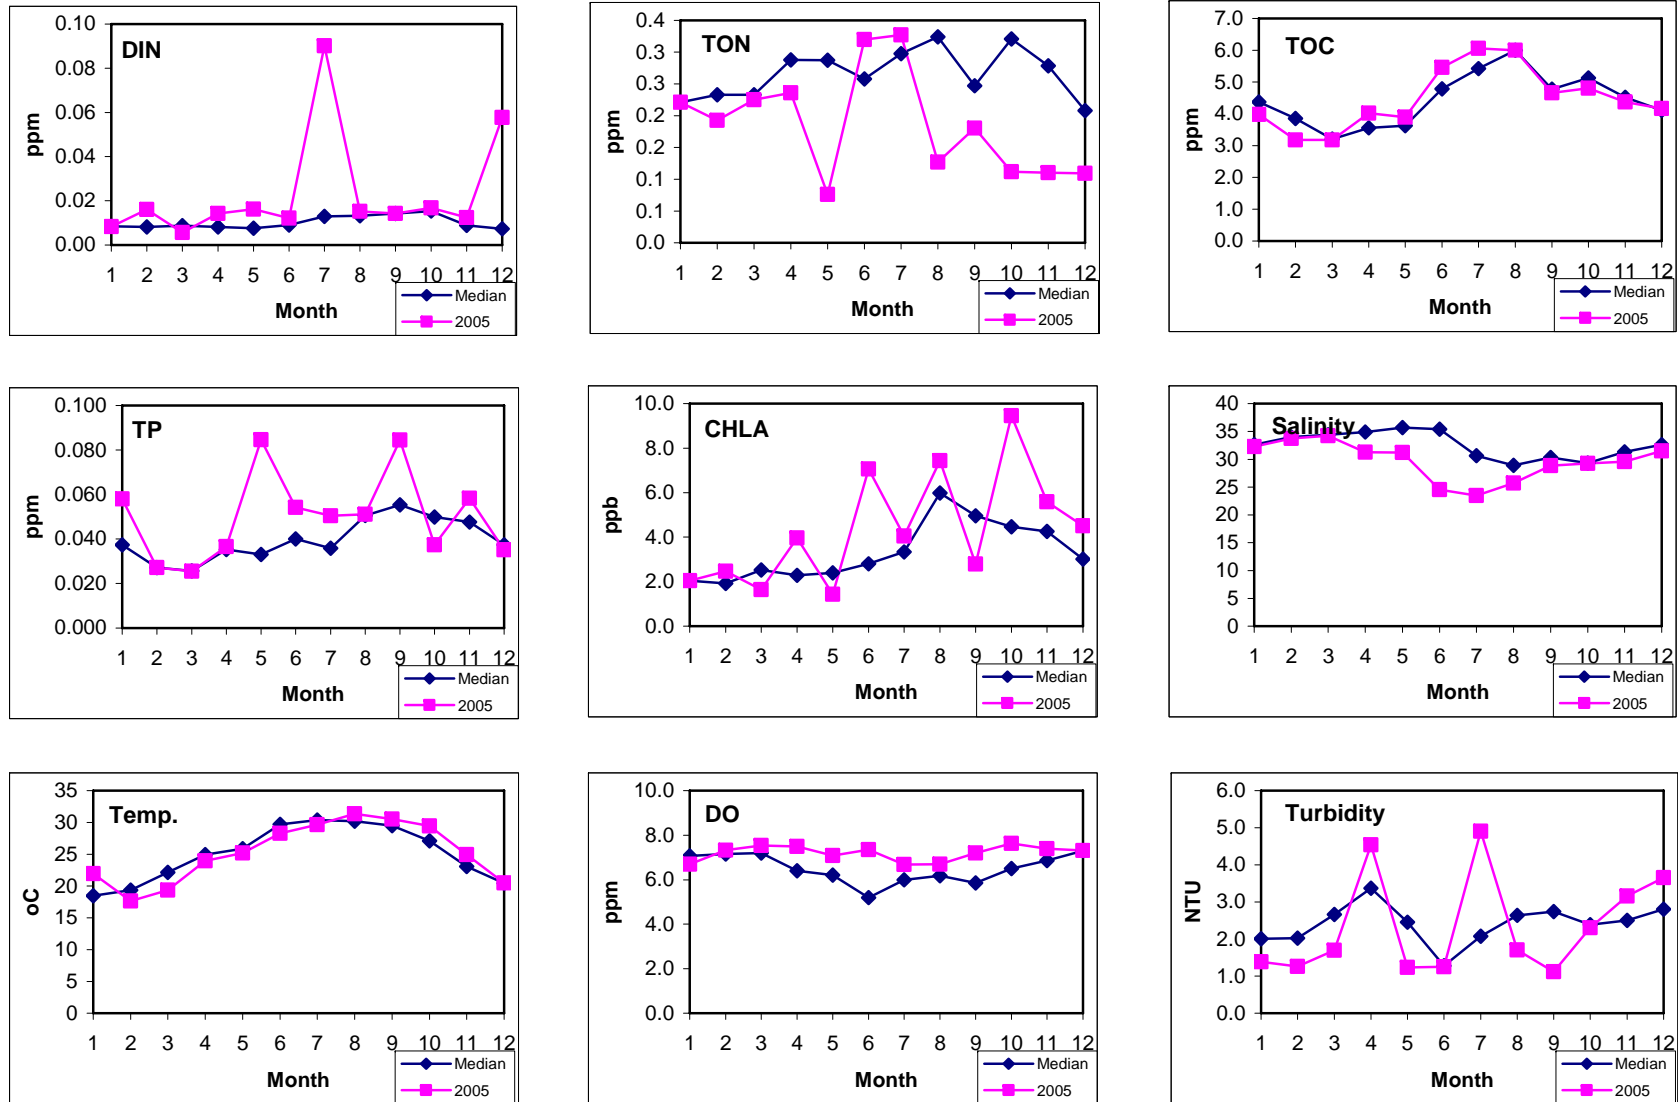 DIN
ppm
0.10
0.08
0.06
0.04
0.02
0.00
1 2 3 4 5 6 7 8 9 10 11 12
Month
Median
2005
TON
ppm
0.4
0.3
0.3
0.2
0.2
0.1
0.1
0.0
1 2 3 4 5 6 7 8 9 10 11 12
Month
Median
2005
TOC
ppm
7.0
6.0
5.0
4.0
3.0
2.0
1.0
0.0
1 2 3 4 5 6 7 8 9 10 11 12
Month
Median
2005
TP
ppm
0.100
0.080
0.060
0.040
0.020
0.000
1 2 3 4 5 6 7 8 9 10 11 12
Month
Median
2005
CHLA
ppb
10.0
8.0
6.0
4.0
2.0
0.0
1 2 3 4 5 6 7 8 9 10 11 12
Month
Median
2005
Salinity
40
35
30
25
20
15
10
5
0
1 2 3 4 5 6 7 8 9 10 11 12
Month
Median
2005
Temp.
oC
35
30
25
20
15
10
5
0
1 2 3 4 5 6 7 8 9 10 11 12
Month
Median
2005
DO
ppm
10.0
8.0
6.0
4.0
2.0
0.0
1 2 3 4 5 6 7 8 9 10 11 12
Month
Median
2005
Turbidity
NTU
6.0
5.0
4.0
3.0
2.0
1.0
0.0
1 2 3 4 5 6 7 8 9 10 11 12
Month
Median
2005